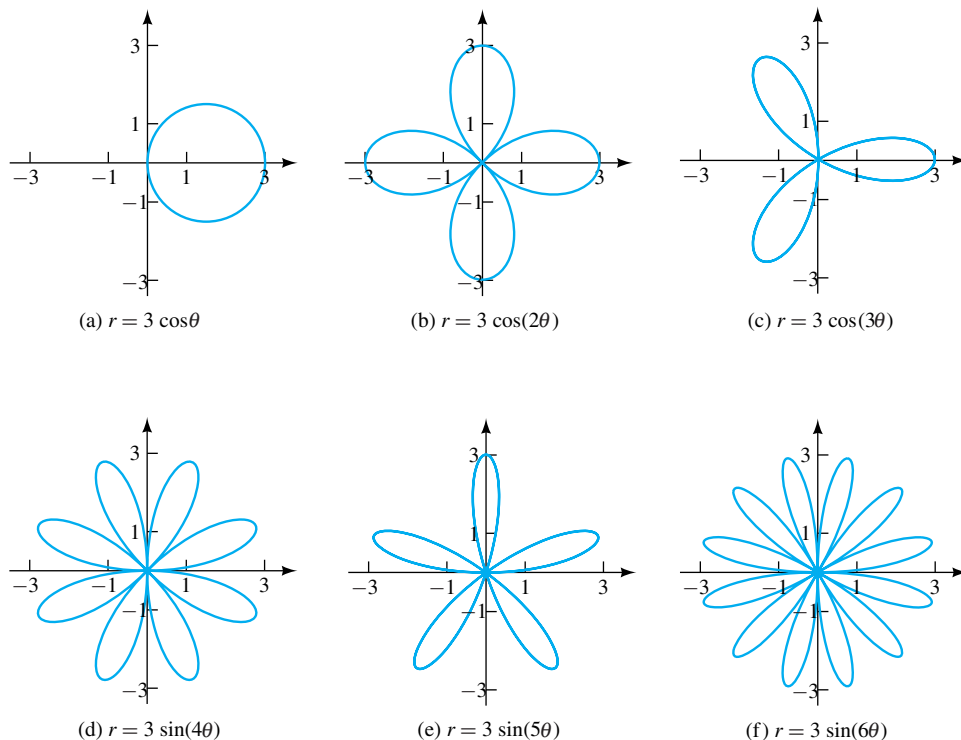 3 3 3
1 1 1
−3 1 3 −3 −1 1 3 −3 −1 1 3
−1 −1 −1
−3 −3 −3
(a) r = 3 cosθ (b) r = 3 cos(2θ) (c) r = 3 cos(3θ)
3 3 3
1 1 1
−3 −1 1 3 −3 −1 1 3 −3 −1 1 3
−1 −1 −1
−3 −3 −3
(d) r = 3 sin(4θ) (e) r = 3 sin(5θ) (f) r = 3 sin(6θ)